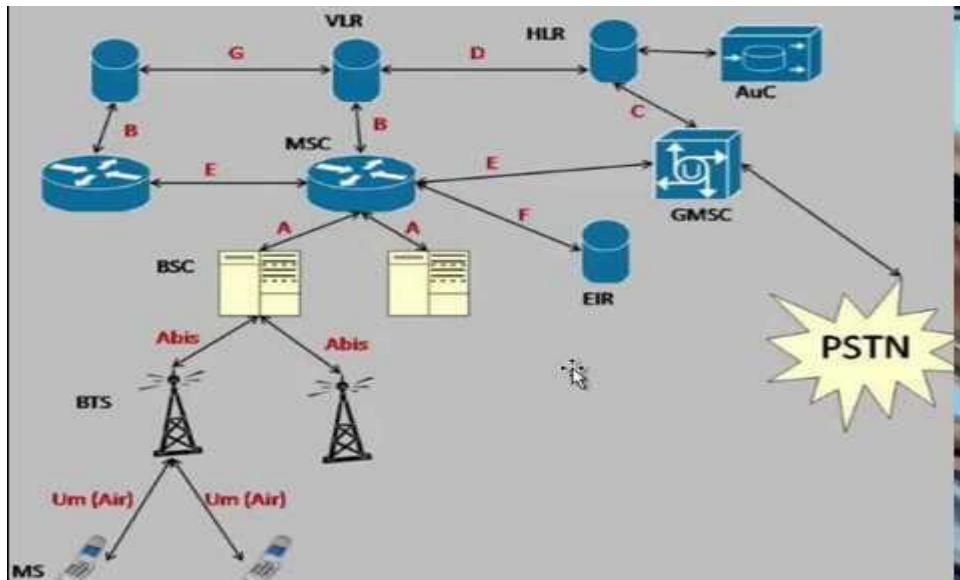 VLR
HLR
G
D
AuC
C
B
B
MSC
E
E
GMSC
F
A
A
BSC
EIR
Abis
Abis
PSTN
BTS
Um (Air)
Um (Air)
MS